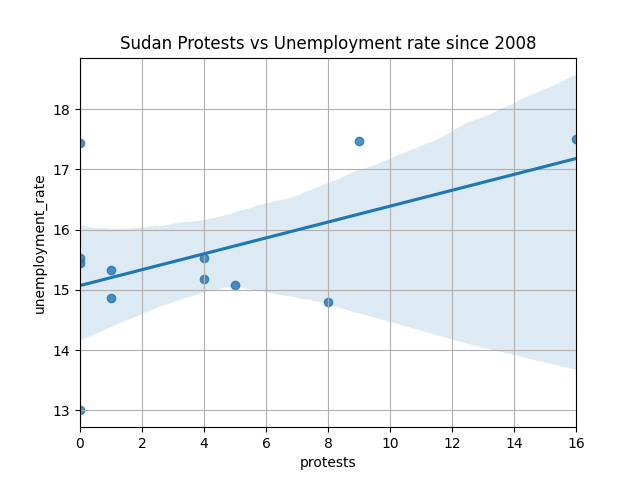 Sudan Protests vs Unemployment rate since 2008
unemployment_rate
18
17
16
15
14
13
0 2 4 6 8 10 12 14 16
protests